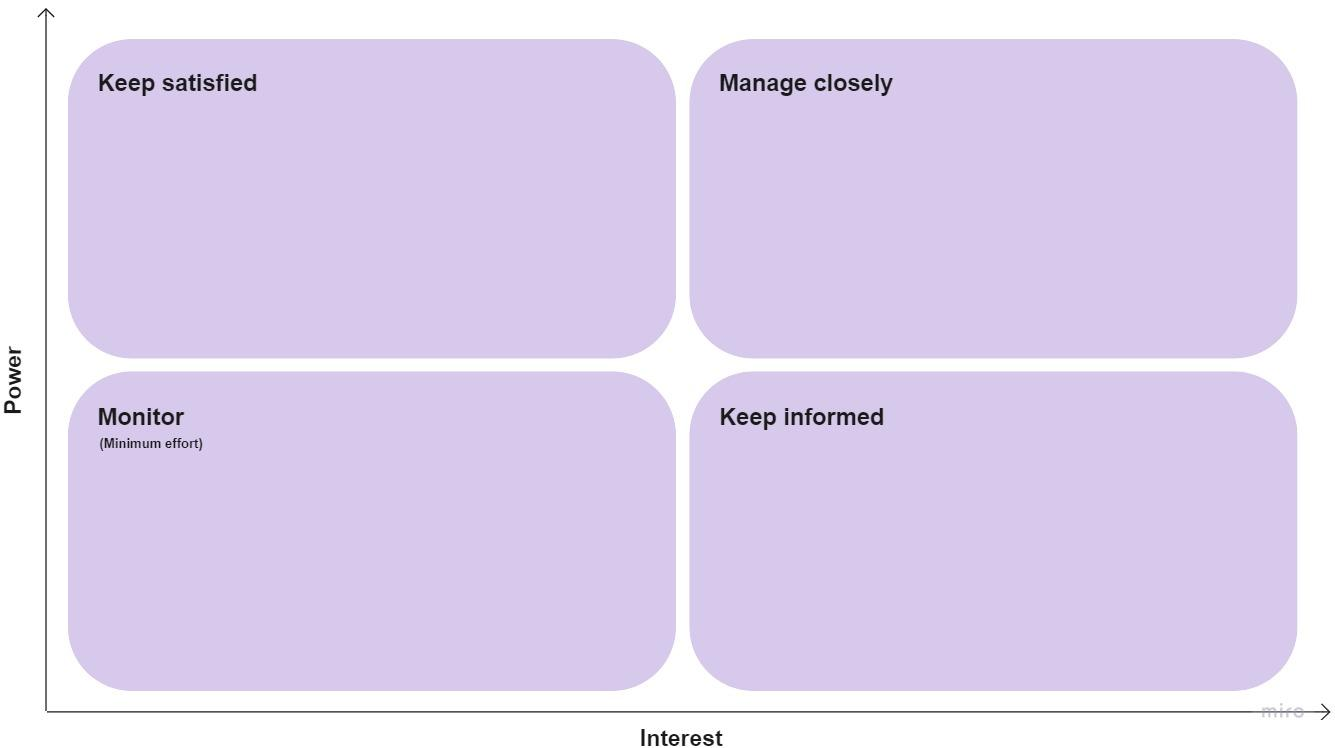 Keep satisfied
Manage closely
Power
Monitor
(Minimum effort)
Keep informed
miro
Interest